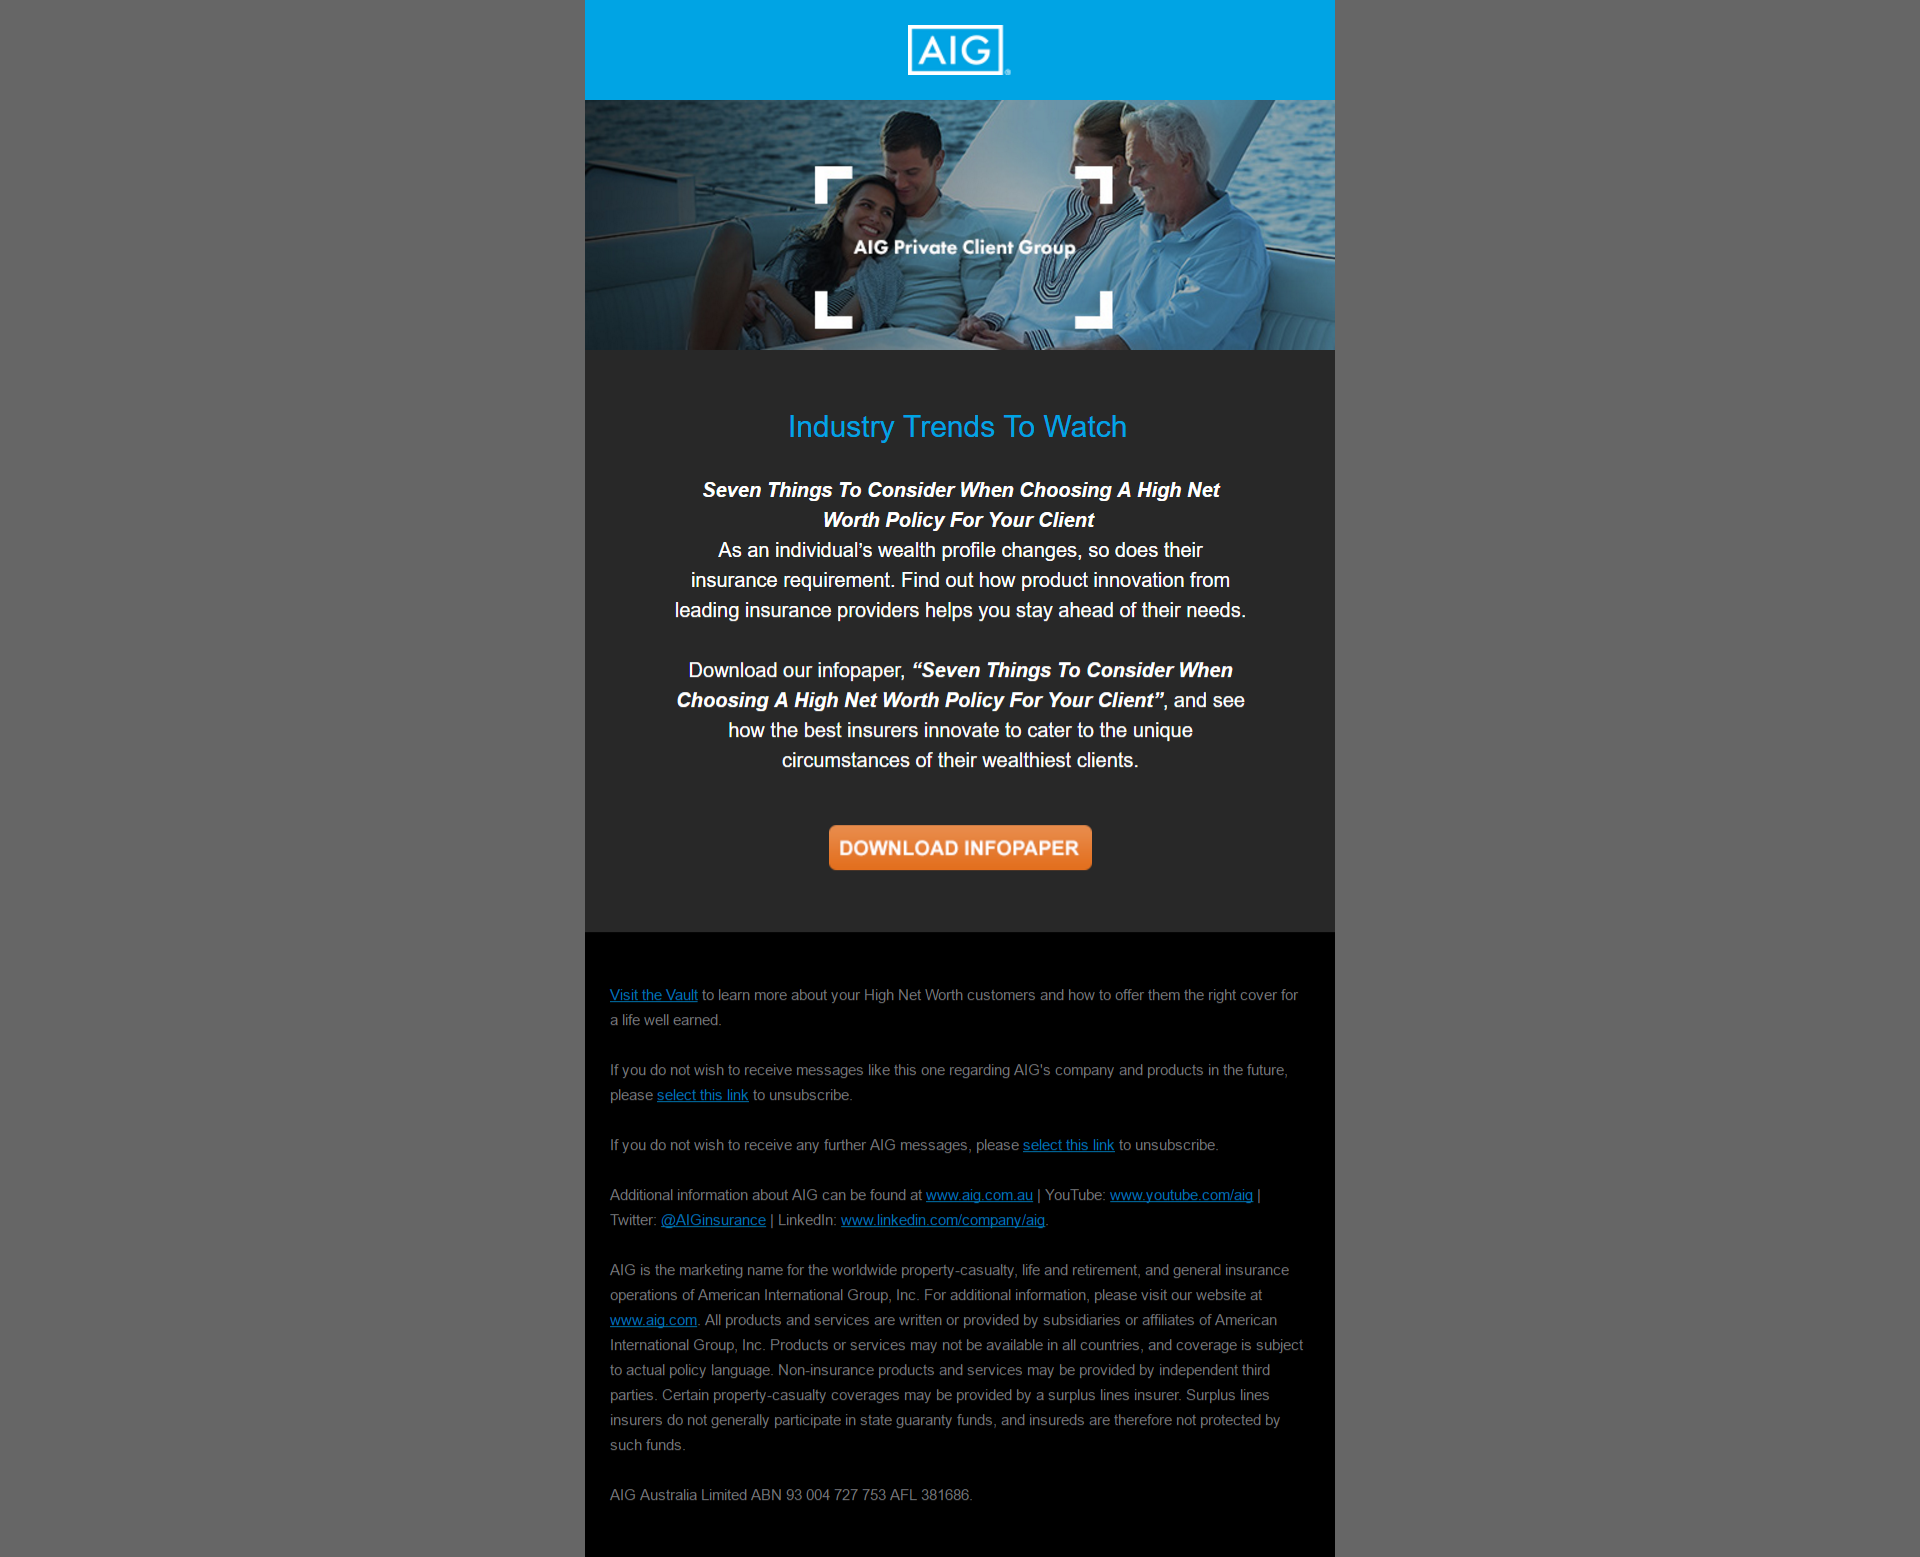 AIG®
AIG Private Client Group
Industry Trends To Watch
Seven Things To Consider When Choosing A High Net
Worth Policy For Your Client
As an individual’s wealth profile changes, so does their
insurance requirement. Find out how product innovation from
leading insurance providers helps you stay ahead of their needs.
Download our infopaper, “Seven Things To Consider When
Choosing A High Net Worth Policy For Your Client”, and see
how the best insurers innovate to cater to the unique
circumstances of their wealthiest clients.
DOWNLOAD INFOPAPER
Visit the Vault to learn more about your High Net Worth customers and how to offer them the right cover for
a life well earned.
If you do not wish to receive messages like this one regarding AIG's company and products in the future,
please select this link to unsubscribe.
If you do not wish to receive any further AIG messages, please select this link to unsubscribe.
Additional information about AIG can be found at www.aig.com.au | YouTube: www.youtube.com/aig |
Twitter: @AIGinsurance | LinkedIn: www.linkedin.com/company/aig.
AIG is the marketing name for the worldwide property-casualty, life and retirement, and general insurance
operations of American International Group, Inc. For additional information, please visit our website at
www.aig.com. All products and services are written or provided by subsidiaries or affiliates of American
International Group, Inc. Products or services may not be available in all countries, and coverage is subject
to actual policy language. Non-insurance products and services may be provided by independent third
parties. Certain property-casualty coverages may be provided by a surplus lines insurer. Surplus lines
insurers do not generally participate in state guaranty funds, and insureds are therefore not protected by
such funds.
AIG Australia Limited ABN 93 004 727 753 AFL 381686.